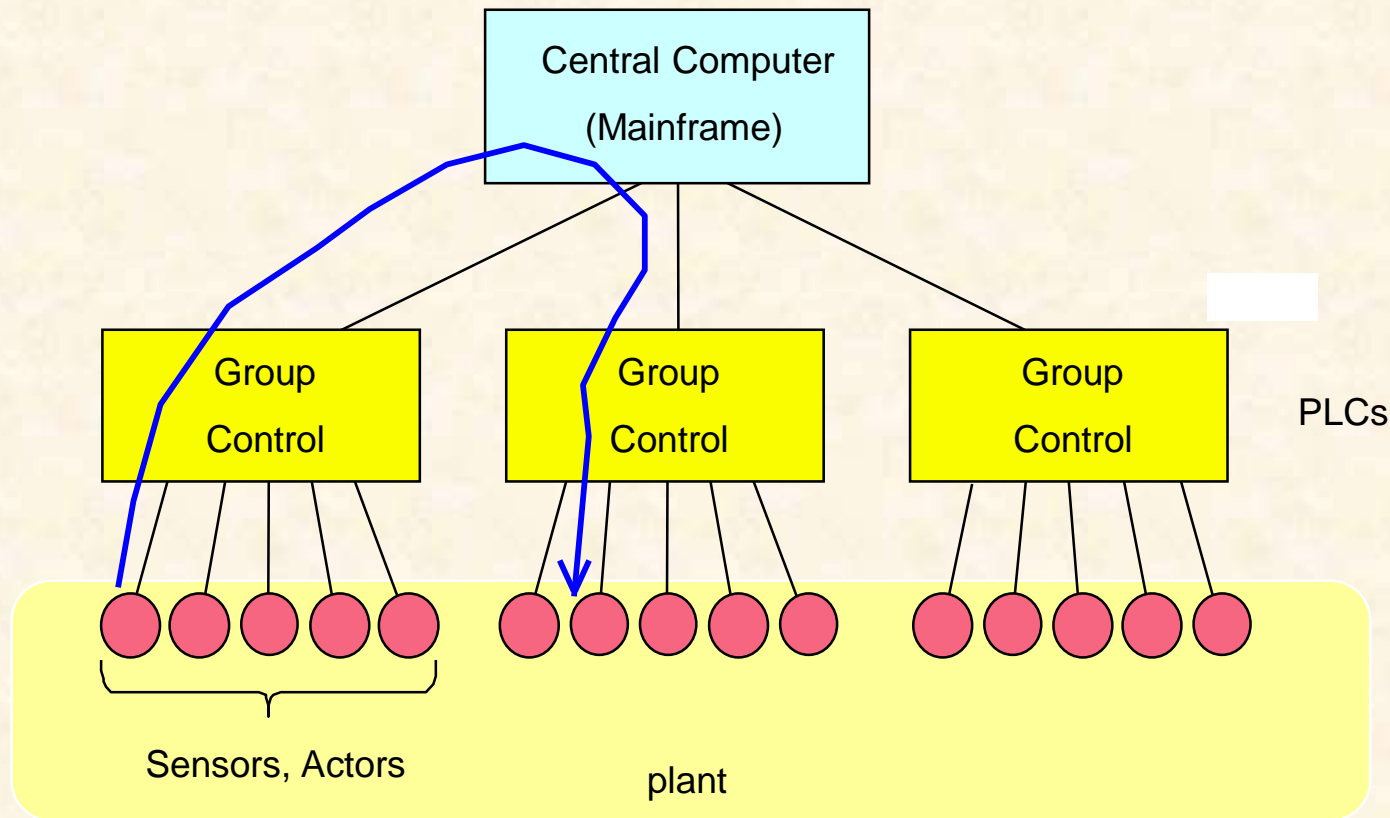 Central Computer
(Mainframe)
Group
Control
Group
Control
Group
Control
PLCs
Sensors, Actors
plant